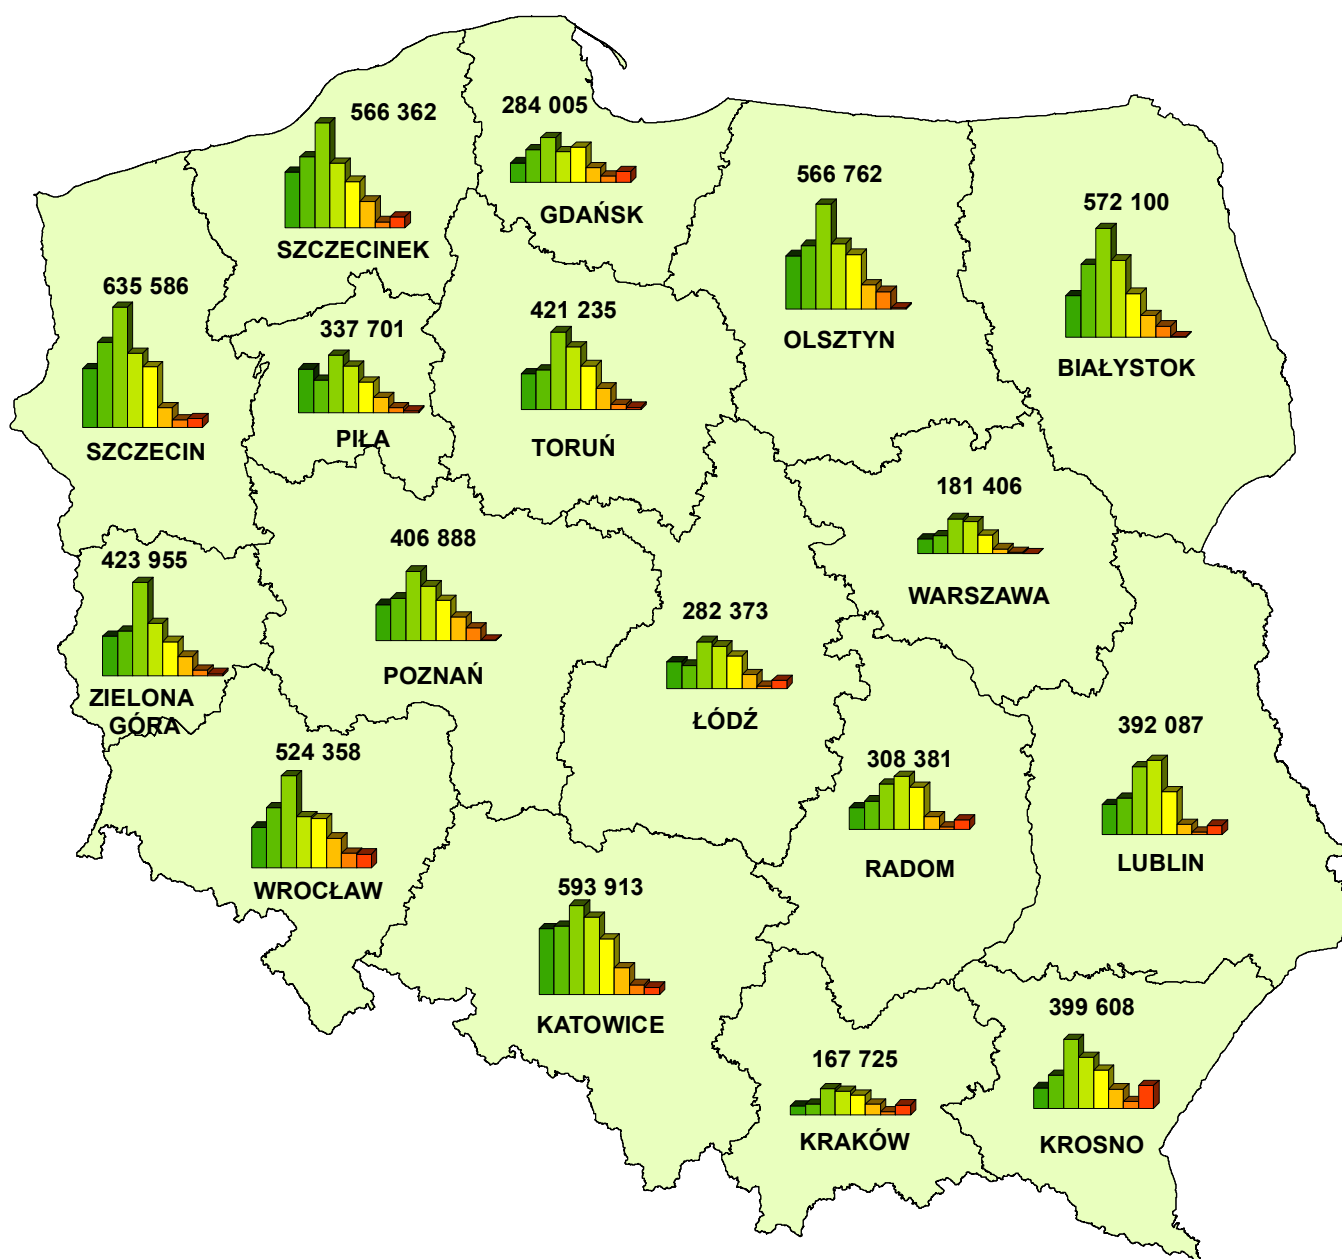 566 362
SZCZECINEK
284 005
GDAŃSK
566 762
OLSZTYN
572 100
BIAŁYSTOK
635 586
SZCZECIN
337 701
PIŁA
421 235
TORUŃ
181 406
WARSZAWA
423 955
ZIELONA
GÓRA
406 888
POZNAŃ
282 373
ŁÓDŹ
524 358
WROCŁAW
308 381
RADOM
392 087
LUBLIN
593 913
KATOWICE
167 725
KRAKÓW
399 608
KROSNO